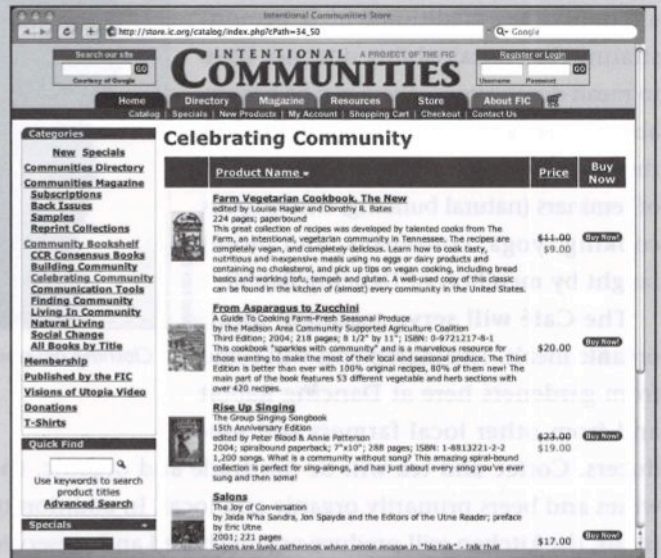 Intentional Communities Store
http://store.ic.org/catalog/index.php?cPath=34_50
Google
Search our site
GO
Courtesy of Google
INTENTIONAL
A PROJECT OF THE FIC
COMMUNITIES
Register or Login
GO
Username Password
Home Directory Magazine Resources Store About FIC
Catalog | Specials | New Products | My Account | Shopping Cart | Checkout | Contact Us
Categories
New Specials
Communities Directory
Communities Magazine
Subscriptions
Back Issues
Samples
Reprint Collections
Community Bookshelf
CCR Consensus Books
Building Community
Celebrating Community
Communication Tools
Finding Community
Living In Community
Natural Living
Social Change
All Books by Title
Membership
Published by the FIC
Visions of Utopia Video
Donations
T-Shirts
Quick Find
Use keywords to search
product titles
Advanced Search
Specials
Celebrating Community
Product Name Price Buy
Now
Farm Vegetarian Cookbook, The New
edited by Louise Hagler and Dorothy R. Bates
224 pages; paperbound
This great collection of recipes was developed by talented cooks from The
Farm, an intentional, vegetarian community in Tennessee. The recipes are
completely vegan, and completely delicious. Learn how to cook tasty,
nutritious and inexpensive meals using no eggs or dairy products and
containing no cholesterol, and pick up tips on vegan cooking, including bread
basics and working tofu, tempeh and gluten. A well-used copy of this classic
can be found in the kitchen of (almost) every community in the United States.
$11.00
$9.00
Buy Now!
From Asparagus to Zucchini
A Guide To Cooking Farm-Fresh Seasonal Produce
by the Madison Area Community Supported Agriculture Coalition
Third Edition; 2004; 218 pages; 8 1/2" by 11"; ISBN: 0-9721217-8-1
This cookbook "sparkles with community" and is a marvelous resource for
those wanting to make the most of their local and seasonal produce. The Third
Edition is better than ever with 100% original recipes, 80% of them new! The
main part of the book features 53 different vegetable and herb sections with
over 420 recipes.
$20.00
Buy Now!
Rise Up Singing
The Group Singing Songbook
15th Anniversary Edition
edited by Peter Blood & Annie Patterson
2004; spiralbound paperback; 7"x10"; 288 pages; ISBN: 1-8813221-2-2
1,200 songs. What is a community without song? This amazing spiral-bound
collection is perfect for sing-alongs, and has just about every song you've ever
sung and then some!
$23.00
$19.00
Buy Now!
Salons
The Joy of Conversation
by Jaida N'ha Sandra, Jon Spayde and the Editors of the Utne Reader; preface
by Eric Utne
2001; 221 pages
Salons are lively gatherings where people engage in "big talk" - talk that
$17.00
Buy Now!